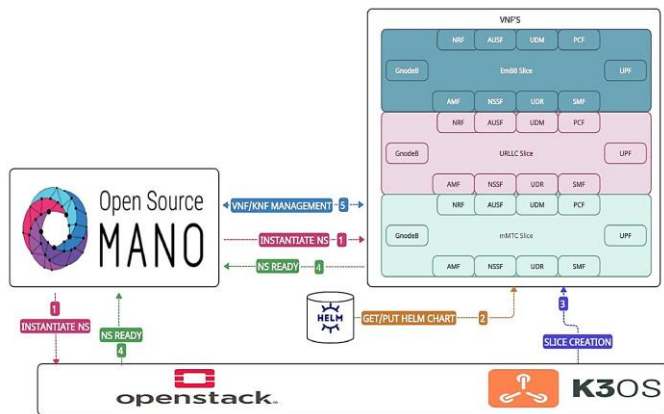 VNF'S
NRF AUSF UDM PCF
GnodeB EmBB Slice UPF
AMF NSSF UDR SMF
NRF AUSF UDM PCF
GnodeB URLLC Slice UPF
AMF NSSF UDR SMF
NRF AUSF UDM PCF
GnodeB mMTC Slice UPF
AMF NSSF UDR SMF
Open Source
MANO
VNF/KNF MANAGEMENT 5
INSTANTIATE NS 1
NS READY 4
1
INSTANTIATE NS
NS READY
4
HELM
GET/PUT HELM CHART 2
3
SLICE CREATION
openstack
K3OS